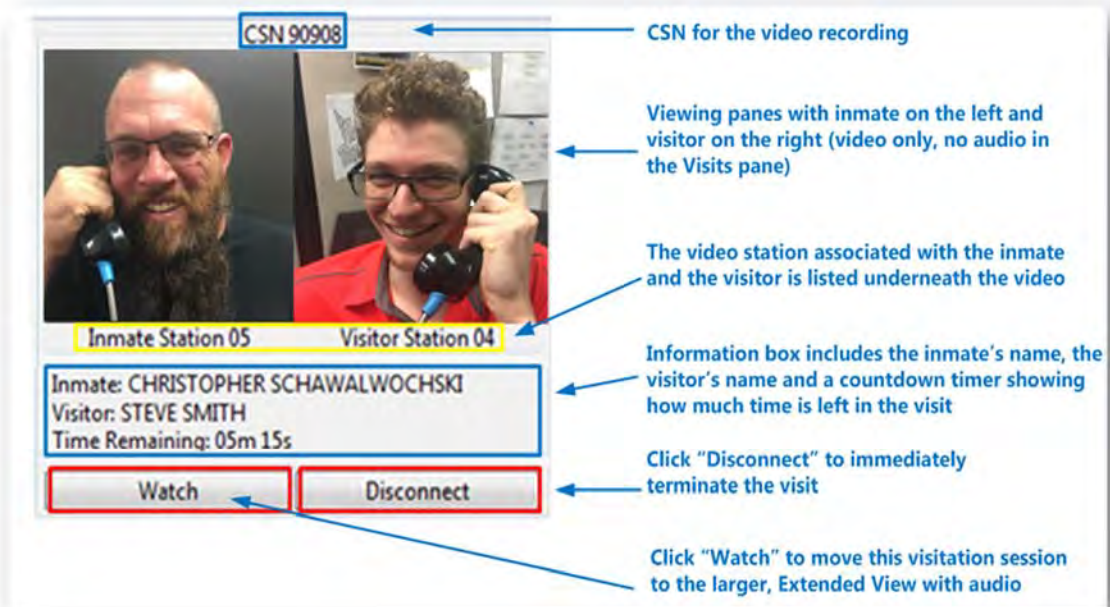 CSN 90908
CSN for the video recording
Viewing panes with inmate on the left and
visitor on the right (video only, no audio in
the Visits pane)
The video station associated with the inmate
and the visitor is listed underneath the video
Inmate Station 05 Visitor Station 04
Information box includes the inmate's name, the
visitor's name and a countdown timer showing
how much time is left in the visit
Inmate: CHRISTOPHER SCHAWALWOCHSKI
Visitor: STEVE SMITH
Time Remaining: 05m 15s
Click "Disconnect" to immediately
terminate the visit
Watch Disconnect
Click "Watch" to move this visitation session
to the larger, Extended View with audio